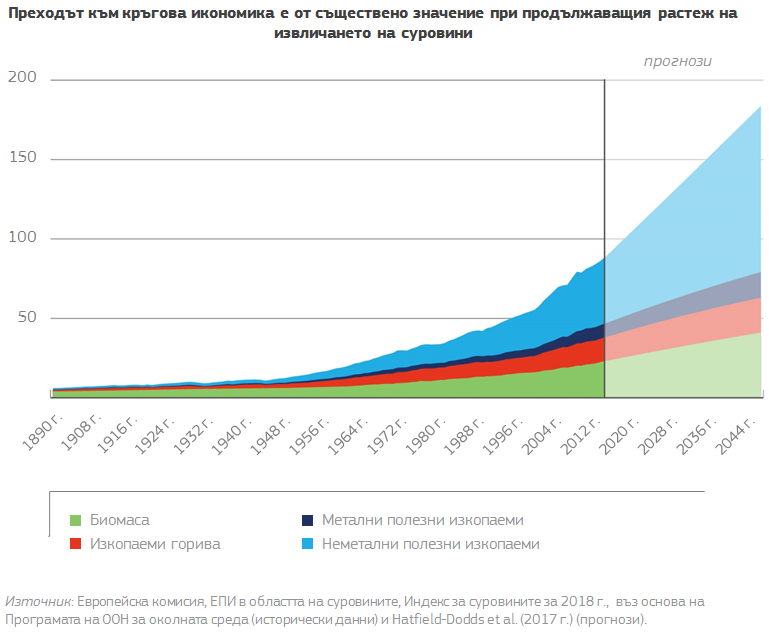 Преходът към кръгова икономика е от съществено значение при продължаващия растеж на
извличането на суровини
прогнози
200
150
100
50
1890 г.
1908 г.
1916 г.
1924 г.
1932 г.
1940 г.
1948 г.
1956 г.
1964 г.
1972 г.
1980 г.
1988 г.
1996 г.
2004 г.
2012 г.
2020 г.
2028 г.
2036 г.
2044 г.
Биомаса
Метални полезни изкопаеми
Изкопаеми горива
Неметални полезни изкопаеми
Източник: Европейска комисия, ЕПИ в областта на суровините, Индекс за суровините за 2018 г., въз основа на
Програмата на ООН за околната среда (исторически данни) и Hatfield-Dodds et al. (2017 г.) (прогнози).